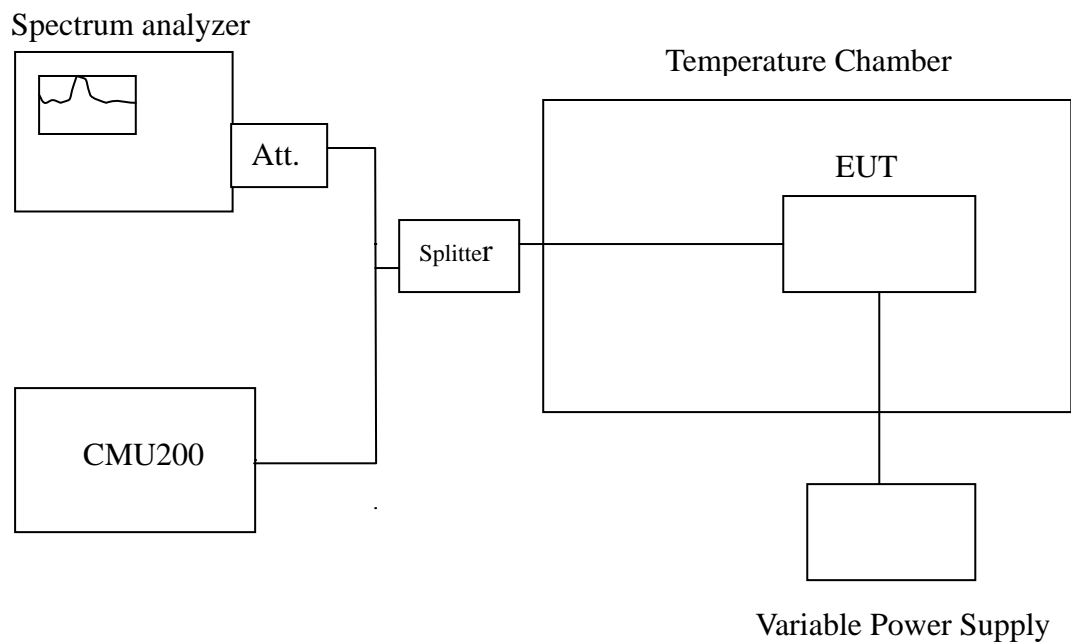 Spectrum analyzer
Temperature Chamber
Att.
EUT
Splitter
CMU200
Variable Power Supply